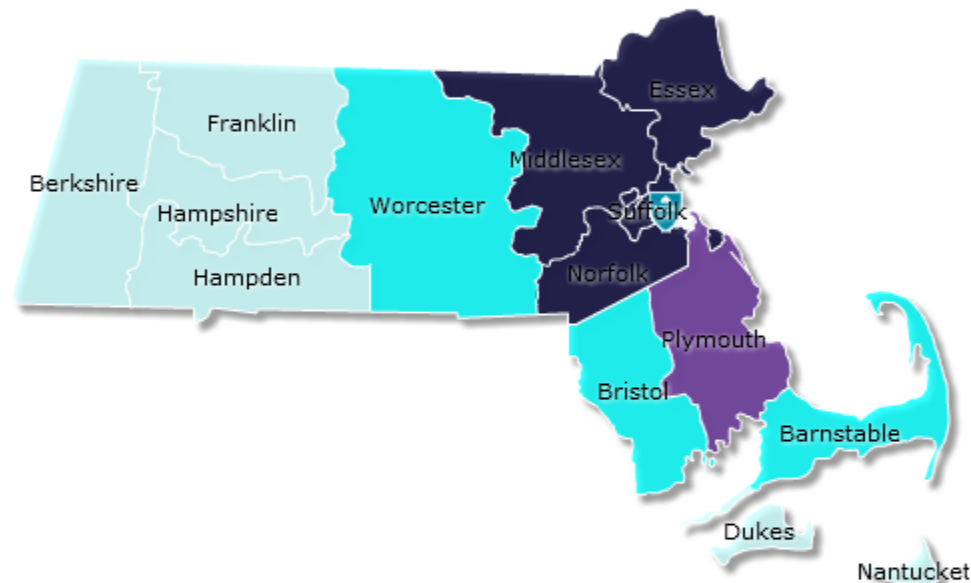 Essex
Franklin
Middlesex
Berkshire
Worcester
Hampshire
Suffolk
Norfolk
Hampden
Plymouth
Bristol
Barnstable
Dukes
Nantucket